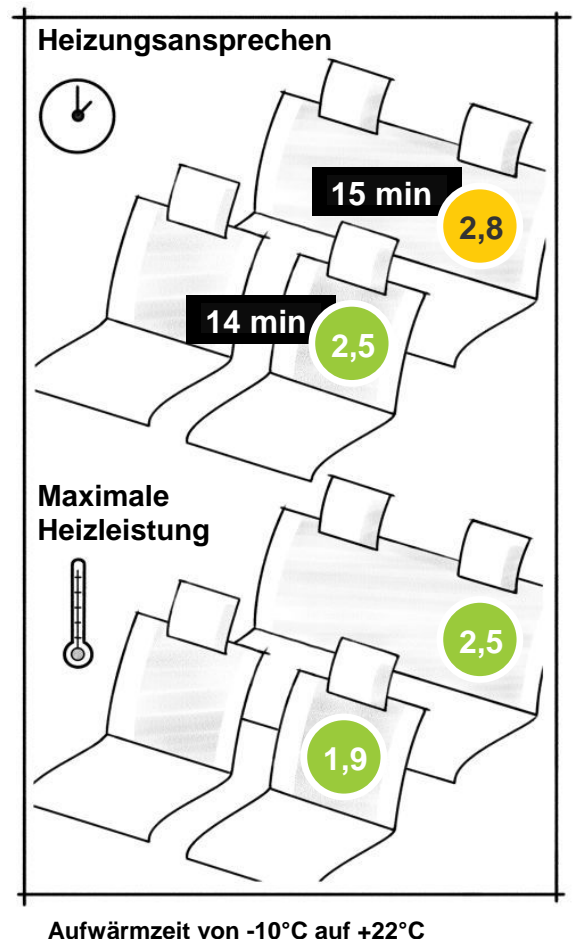 Heizungsansprechen
15 min
2,8
14 min
2,5
Maximale
Heizleistung
2,5
1,9
Aufwärmzeit von -10°C auf +22°C